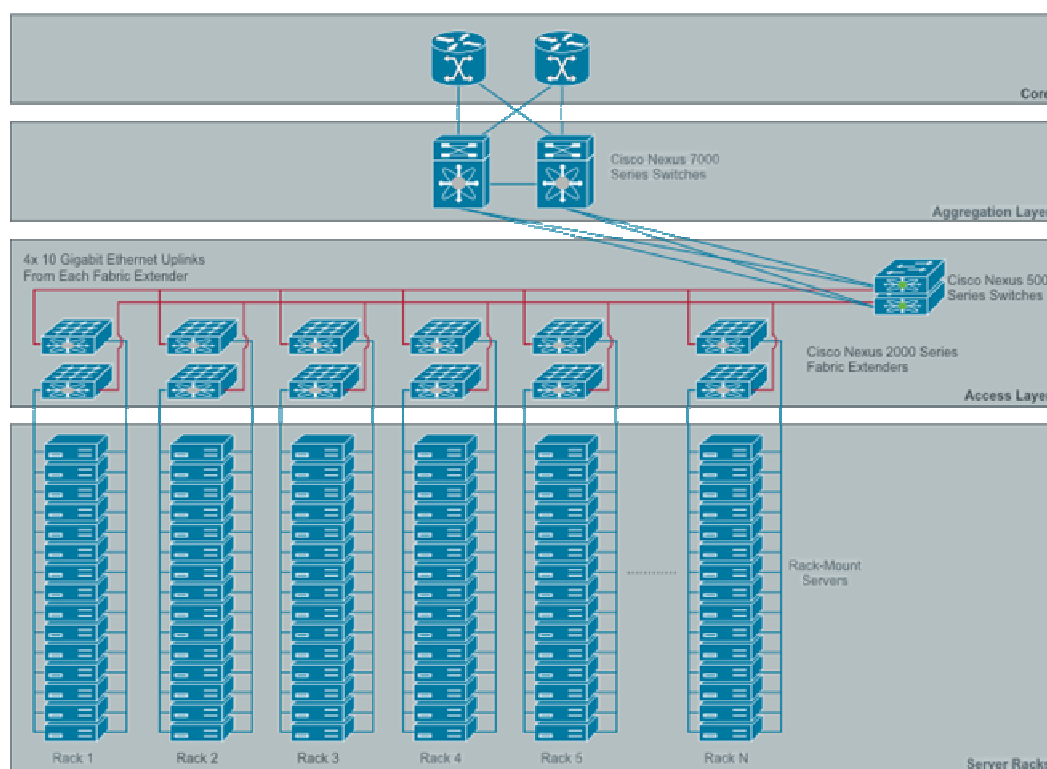 Core
Cisco Nexus 7000
Series Switches
Aggregation Layer
4x 10 Gigabit Ethernet Uplinks
From Each Fabric Extender
Cisco Nexus 500
Series Switches
Cisco Nexus 2000 Series
Fabric Extenders
Access Layer
Rack-Mount
Servers
Rack 1
Rack 2
Rack 3
Rack 4
Rack 5
Rack N
Server Racks